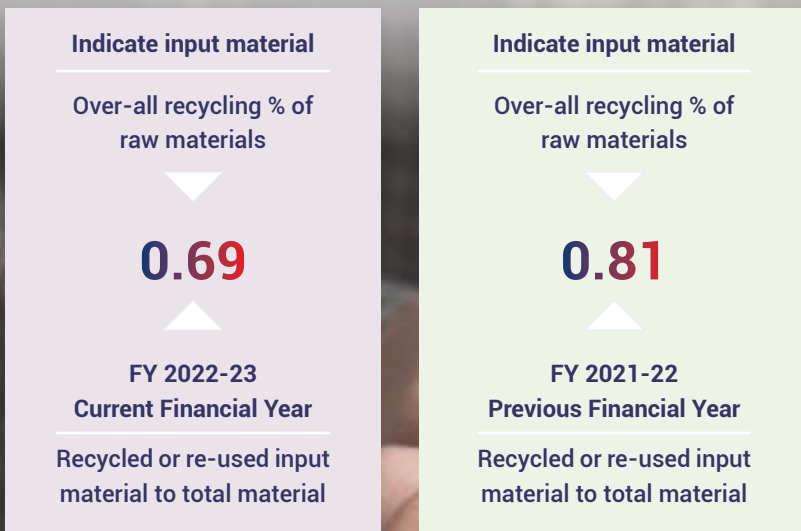 Indicate input material
Over-all recycling % of
raw materials
0.69
FY 2022-23
Current Financial Year
Recycled or re-used input
material to total material
Indicate input material
Over-all recycling % of
raw materials
0.81
FY 2021-22
Previous Financial Year
Recycled or re-used input
material to total material